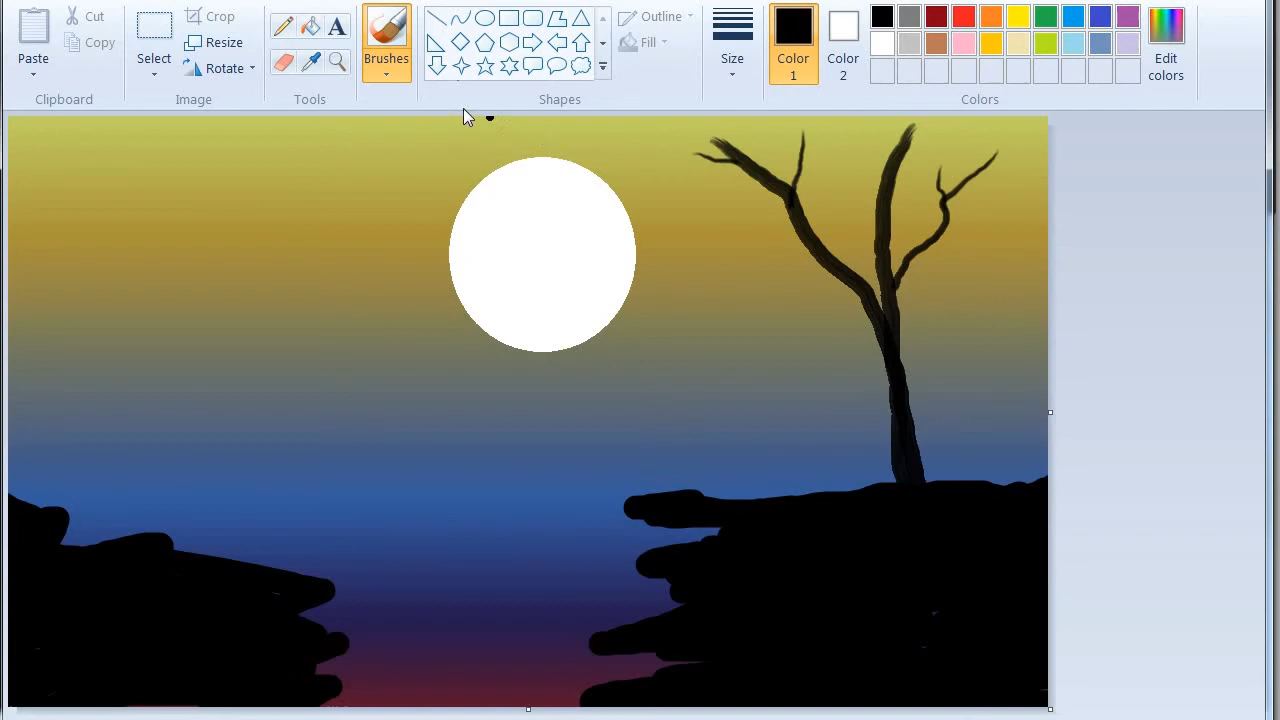 Paste
Cut
Copy
Clipboard
Select
Crop
Resize
Rotate
Image
A
Tools
Brushes
Outline
Fill
Shapes
Size
Color
1
Color
2
Edit
colors
Colors